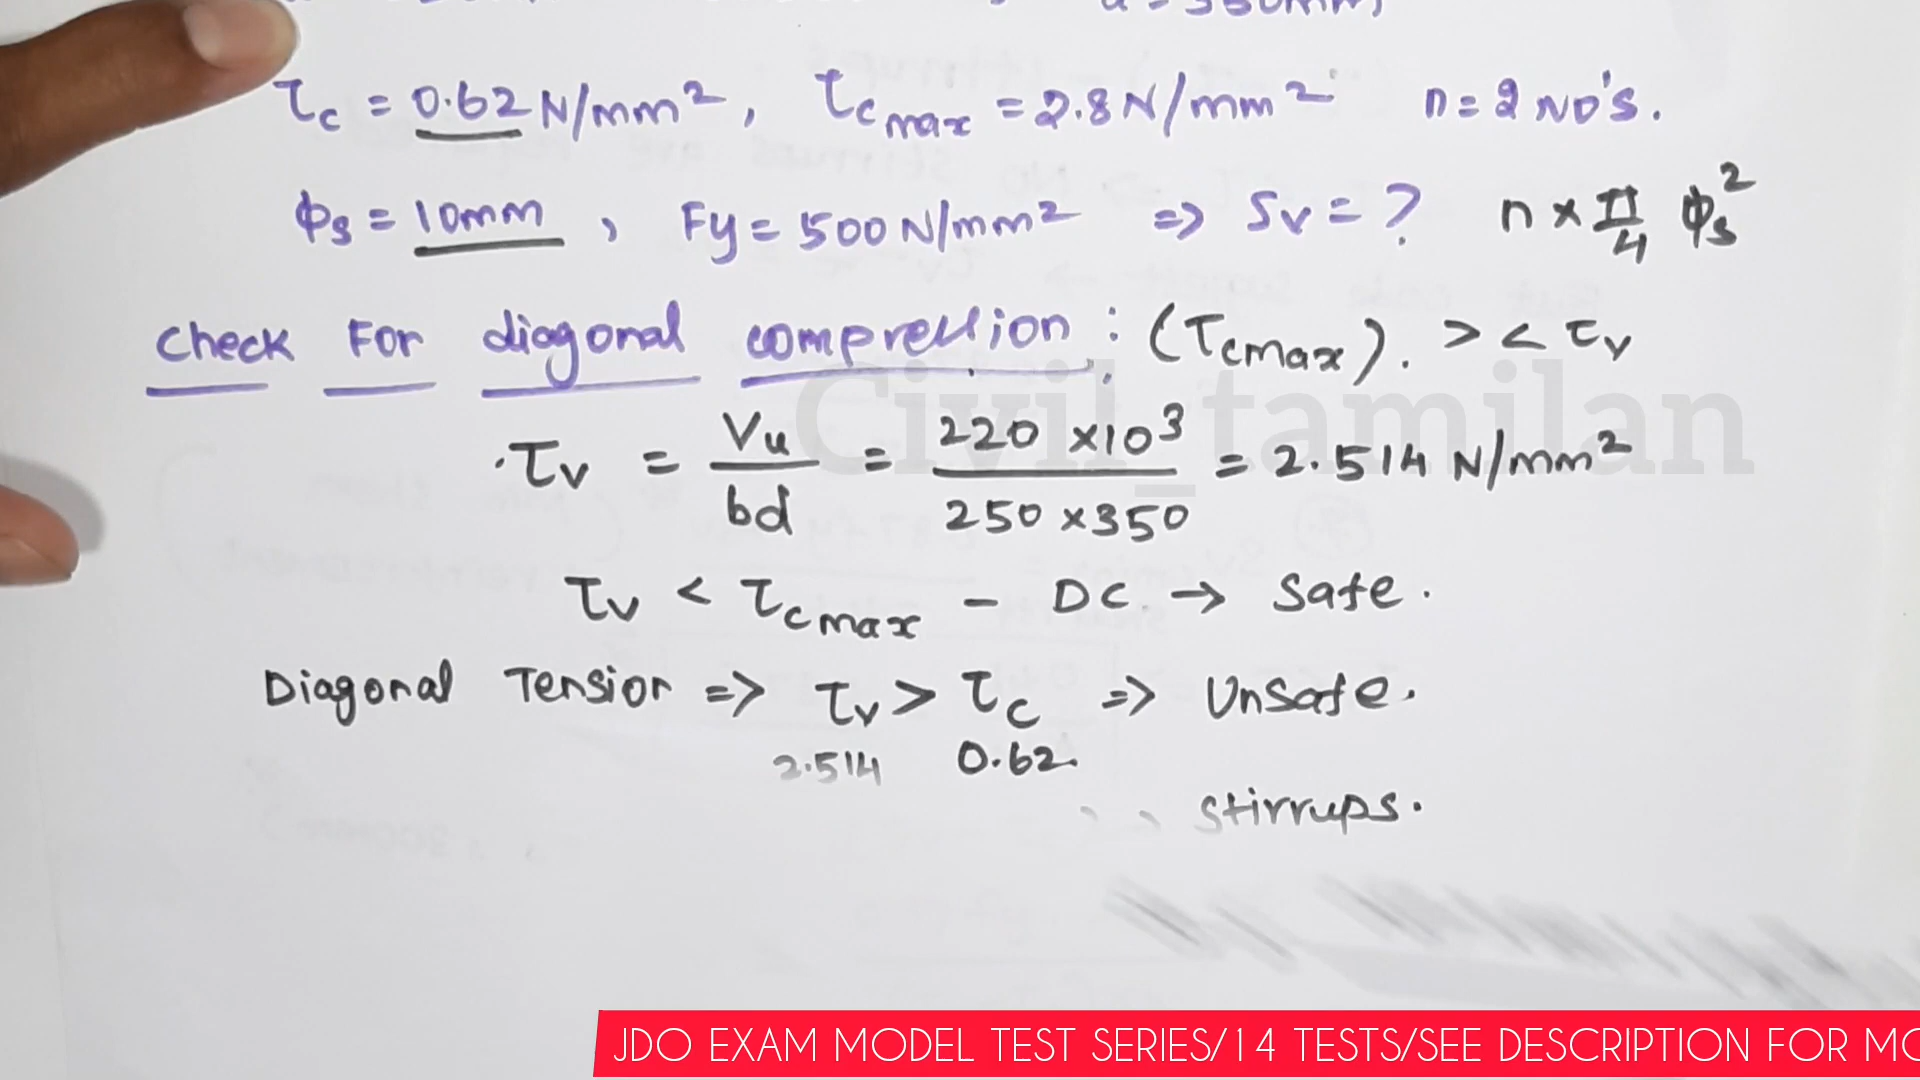 τc = 0.62 N/mm², τcmax = 2.8 N/mm² n = 2 NO'S.
ϕs = 10mm, Fy = 500 N/mm² => Sv = ? n × π/4 ϕs²
Check For diagonal compression : (τcmax). > < τv
Civil_tamilan
τv = Vu/bd = 220 ×10³/250 ×350 = 2.514 N/mm²
τv < τcmax - DC. → Safe.
Diagonal Tension => τv > τc => Unsafe.
2.514 0.62.
stirrups.
JDO EXAM MODEL TEST SERIES/14 TESTS/SEE DESCRIPTION FOR MO